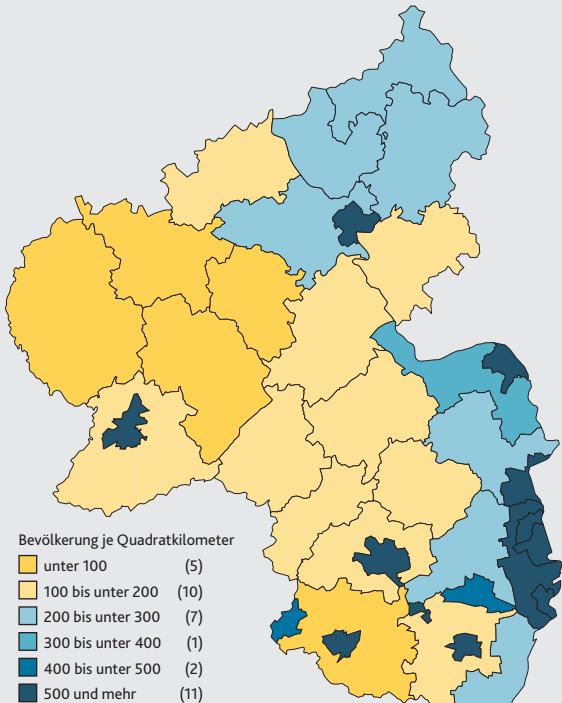 Bevölkerung je Quadratkilometer
unter 100 (5)
100 bis unter 200 (10)
200 bis unter 300 (7)
300 bis unter 400 (1)
400 bis unter 500 (2)
500 und mehr (11)